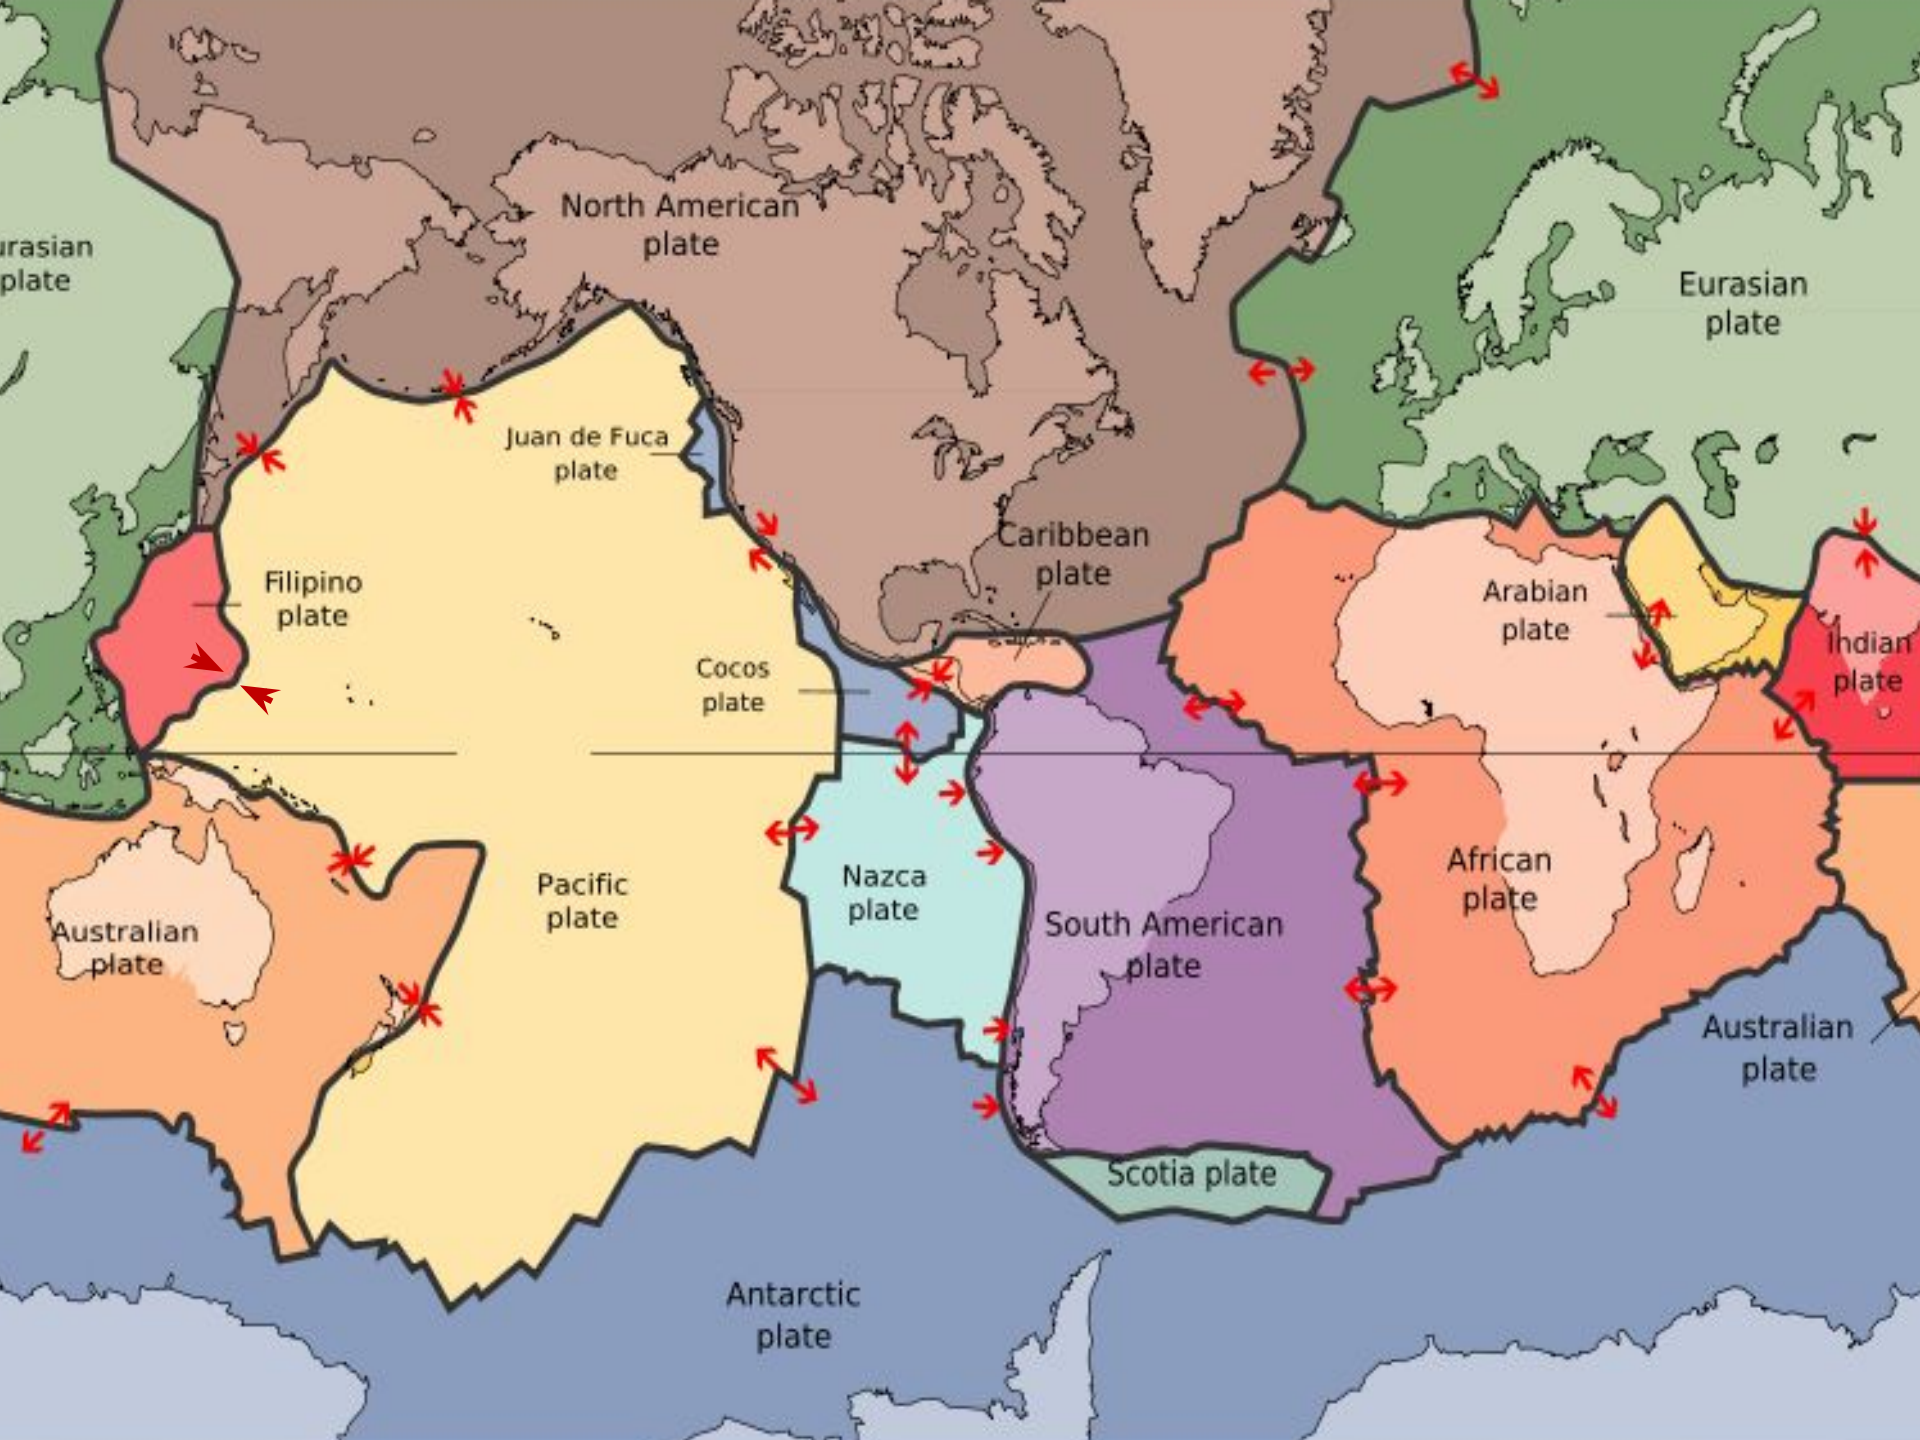 North American
plate
urasian
plate
Eurasian
plate
Juan de Fuca
plate
Caribbean
plate
Filipino
plate
Arabian
plate
Indian
plate
Cocos
plate
African
plate
Nazca
plate
Pacific
plate
South American
plate
Australian
plate
Australian
plate
Scotia plate
Antarctic
plate